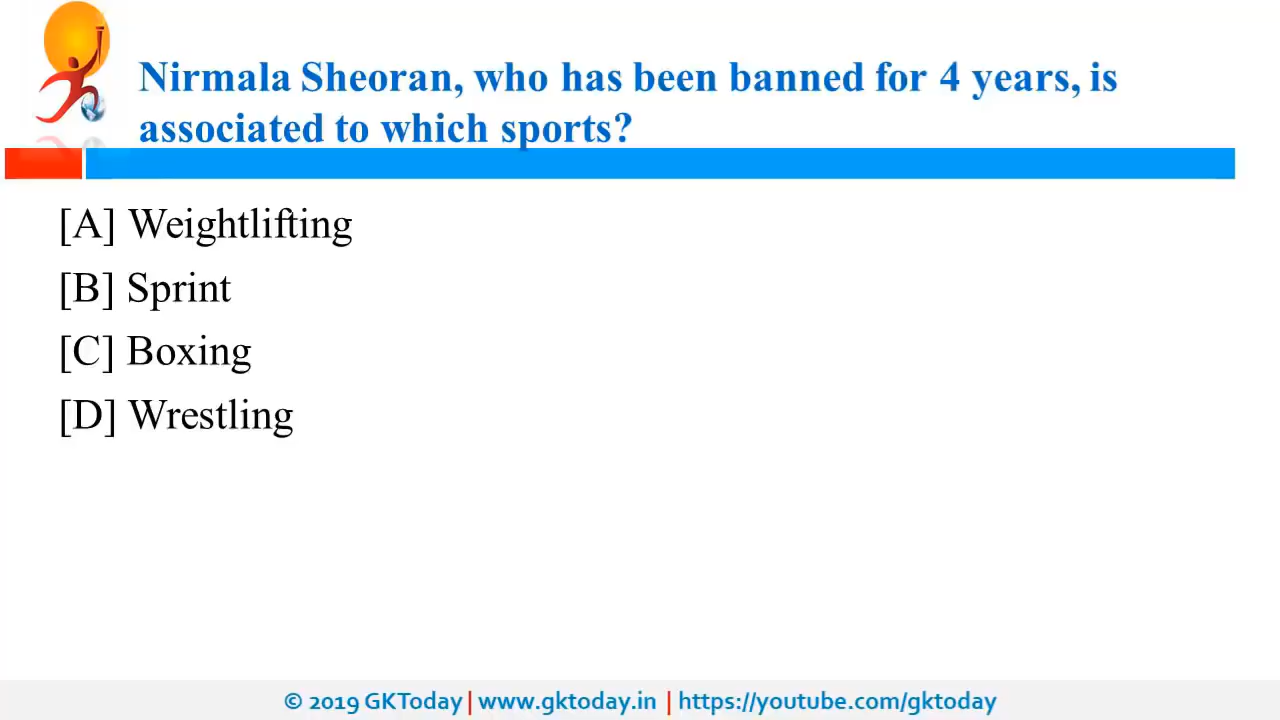 Nirmala Sheoran, who has been banned for 4 years, is
associated to which sports?
[A] Weightlifting
[B] Sprint
[C] Boxing
[D] Wrestling
© 2019 GKToday | www.gktoday.in | https://youtube.com/gktoday